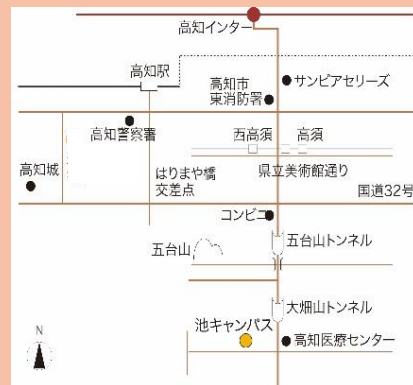 高知インター
高知駅
サンピアセリーズ
高知市
東消防署
高知警察署
西高須
高須
高知城
はりまや橋
交差点
県立美術館通り
国道32号
コンビニ
五台山
五台山トンネル
大畑山トンネル
池キャンパス
N
高知医療センター